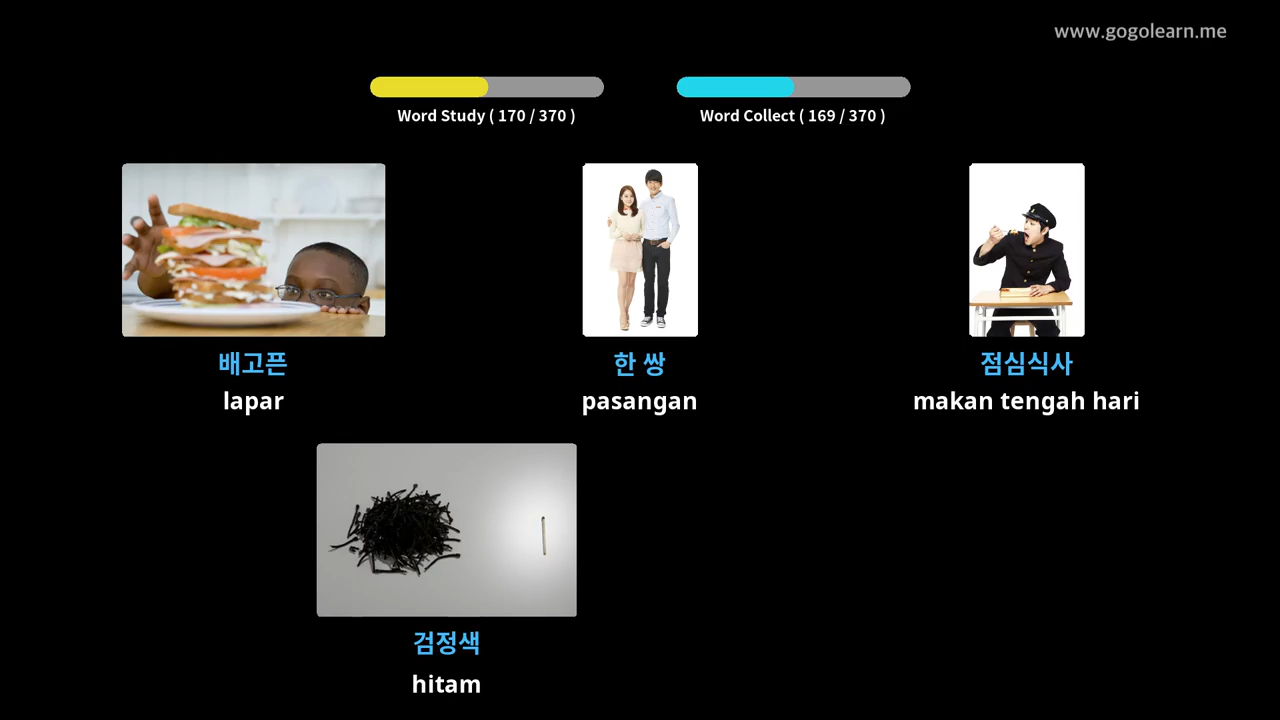 www.gogolearn.me
Word Study ( 170 / 370 )
Word Collect ( 169 / 370 )
배고픈
lapar
한 쌍
pasangan
점심식사
makan tengah hari
검정색
hitam